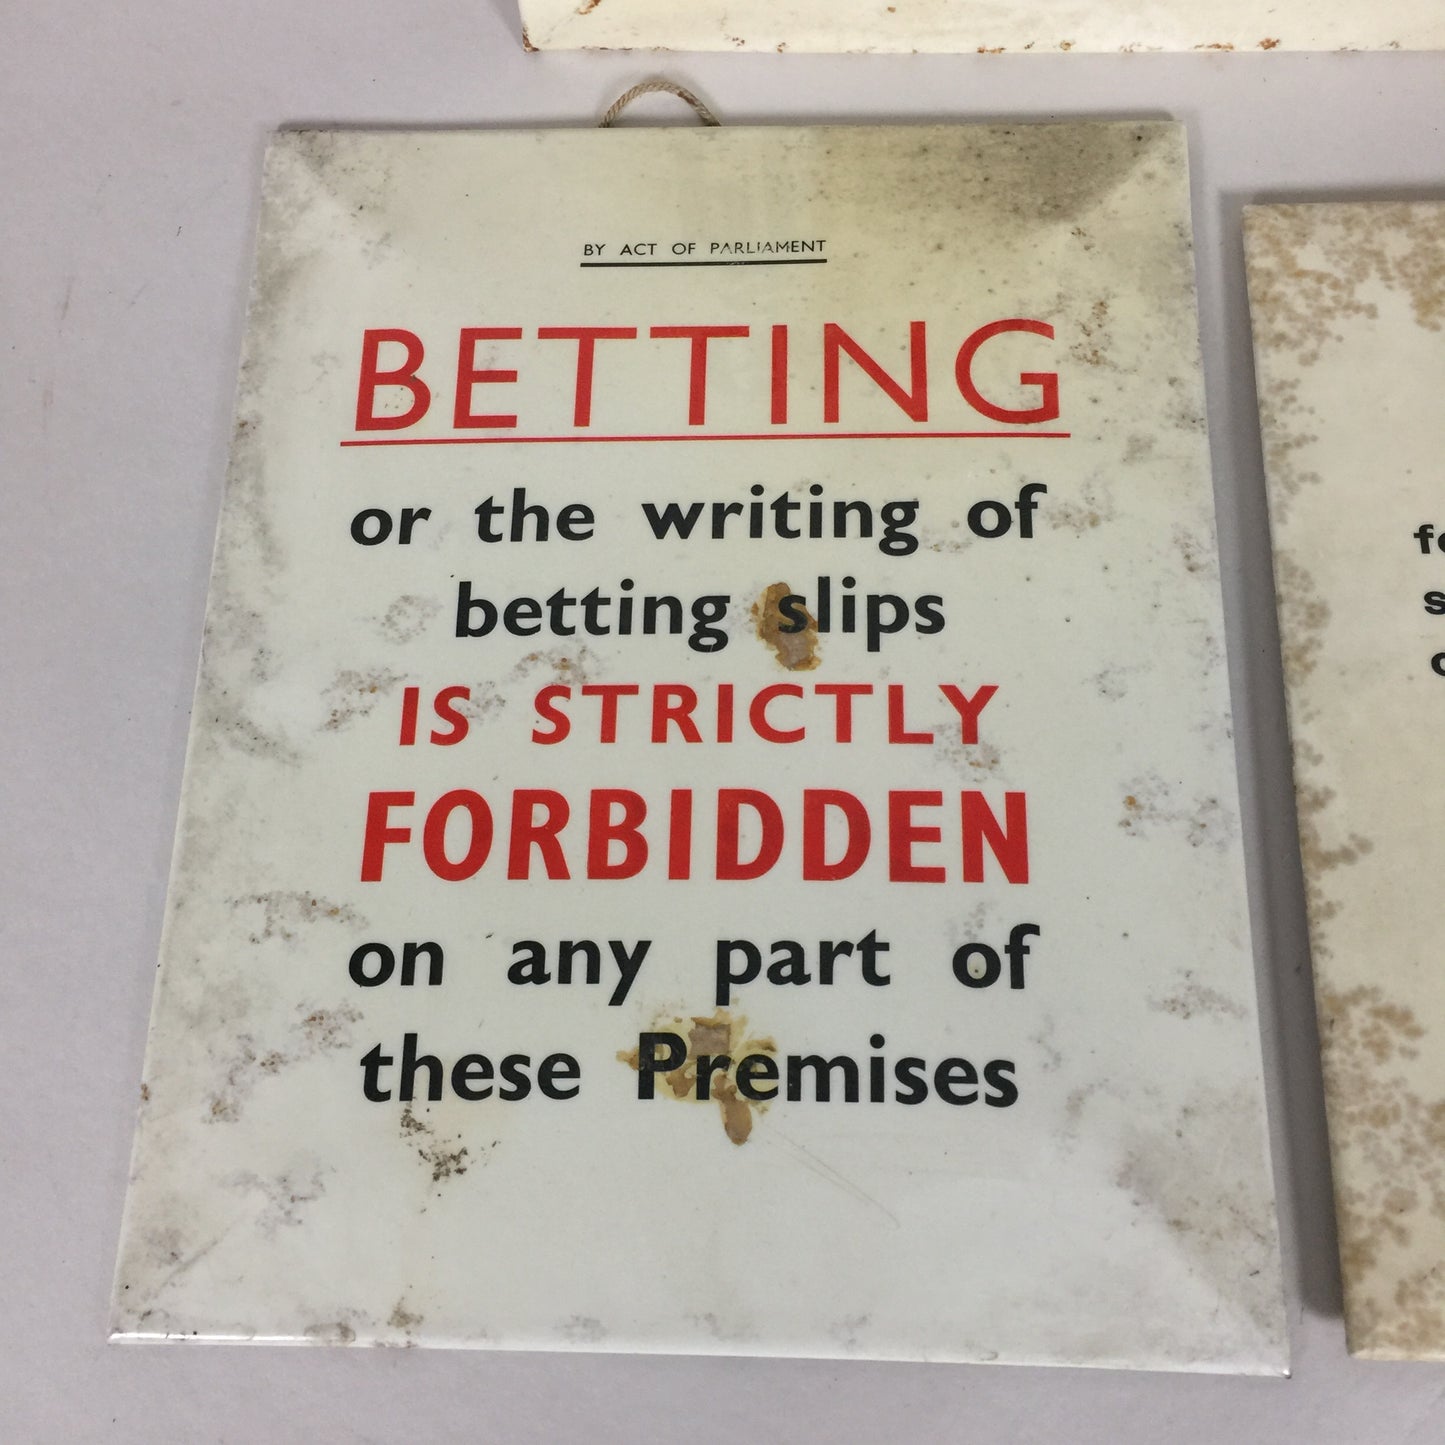 BY ACT OF PARLIAMENT
BETTING
or the writing of
betting slips
IS STRICTLY
FORBIDDEN
on any part of
these Premises